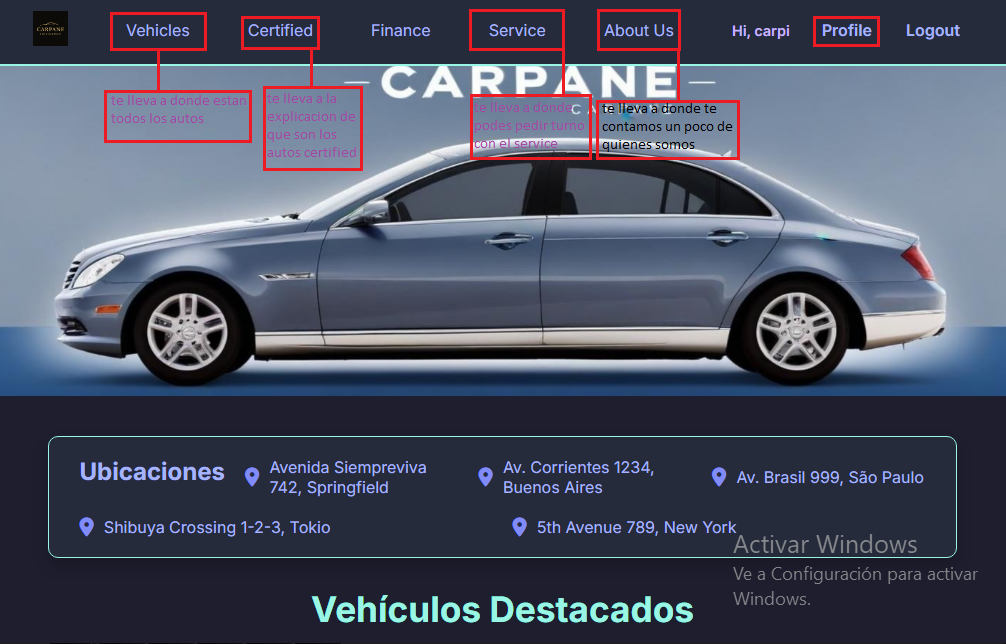 CARPANE
Vehicles
Certified
Finance
Service
About Us
Hi, carpi
Profile
Logout
CARPANE
te lleva a donde estan
todos los autos
te lleva a la
explicacion de
que son los
autos certified
te lleva a donde
podes pedir turno
con el service
te lleva a donde te
contamos un poco de
quienes somos
Ubicaciones
Avenida Siempreviva
742, Springfield
Av. Corrientes 1234,
Buenos Aires
Av. Brasil 999, São Paulo
Shibuya Crossing 1-2-3, Tokio
5th Avenue 789, New York
Activar Windows
Ve a Configuración para activar
Windows.
Vehículos Destacados